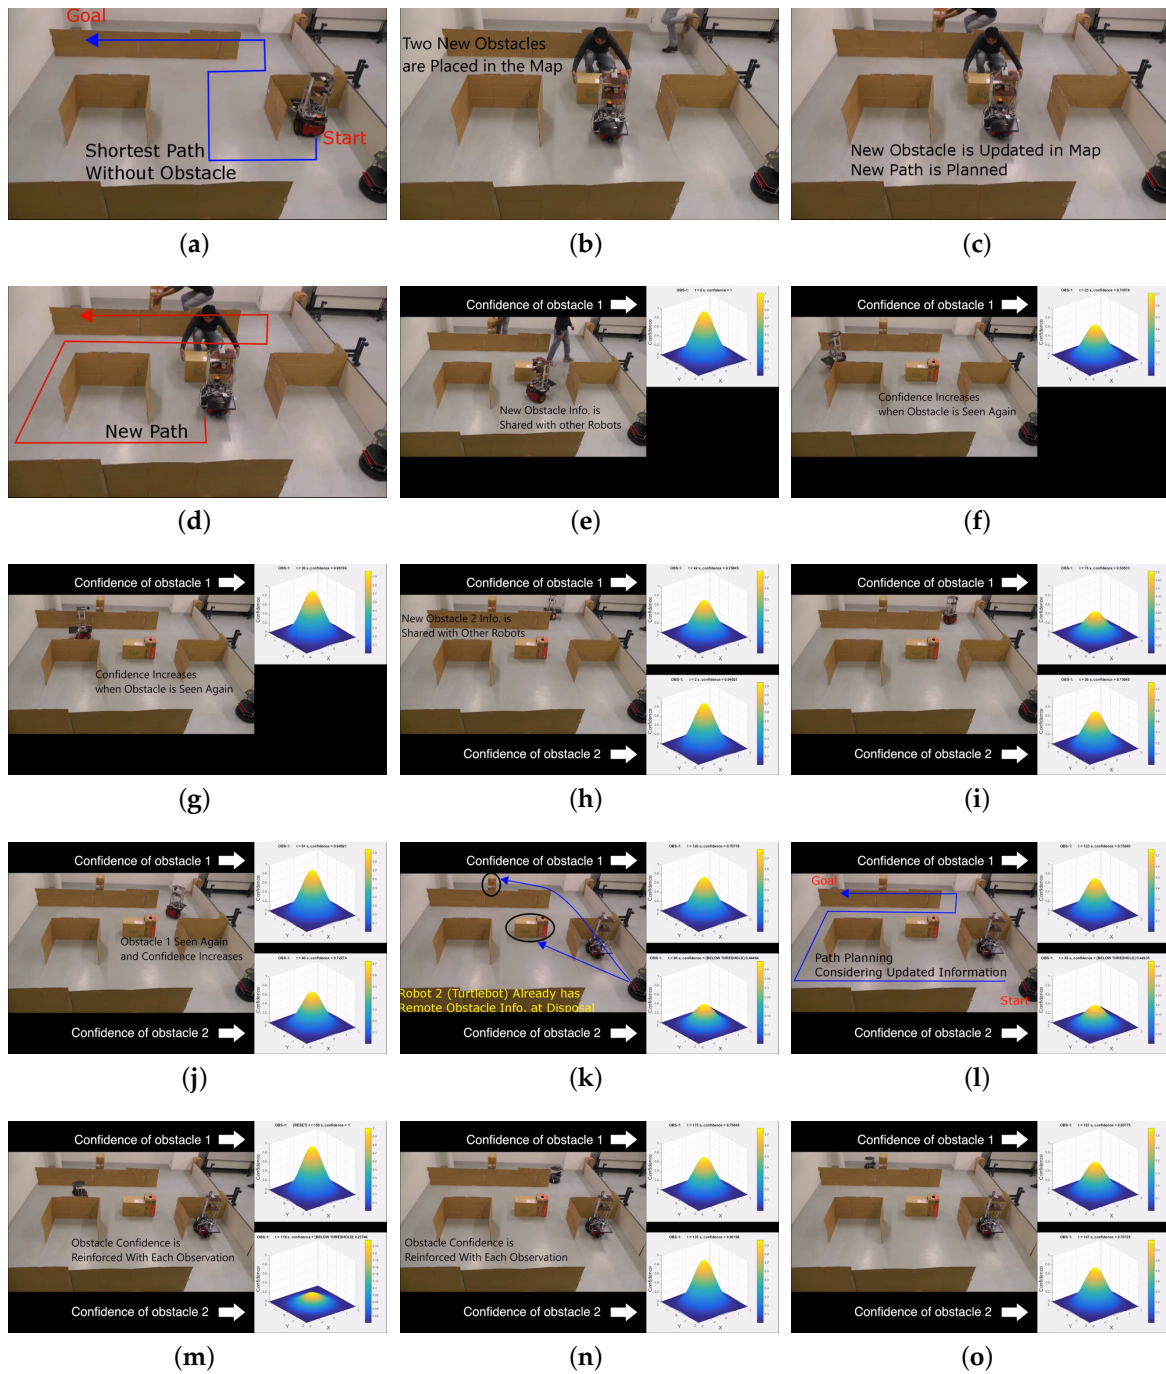 Goal
Start
Shortest Path
Without Obstacle
(a)
Two New Obstacles
are Placed in the Map
(b)
New Obstacle is Updated in Map
New Path is Planned
(c)
New Path
(d)
Confidence of obstacle 1
New Obstacle Info. is
Shared with other Robots
(e)
Confidence of obstacle 1
Confidence Increases
when Obstacle is Seen Again
(f)
Confidence of obstacle 1
Confidence Increases
when Obstacle is Seen Again
(g)
Confidence of obstacle 1
New Obstacle 2 Info. is
Shared with Other Robots
Confidence of obstacle 2
(h)
Confidence of obstacle 1
Confidence of obstacle 2
(i)
Confidence of obstacle 1
Obstacle 1 Seen Again
and Confidence Increases
Confidence of obstacle 2
(j)
Confidence of obstacle 1
Robot 2 (Turtlebot) Already has
Remote Obstacle Info. at Disposal
Confidence of obstacle 2
(k)
Confidence of obstacle 1
Goal
Path Planning
Considering Updated Information
Start
Confidence of obstacle 2
(l)
Confidence of obstacle 1
Obstacle Confidence is
Reinforced With Each Observation
Confidence of obstacle 2
(m)
Confidence of obstacle 1
Obstacle Confidence is
Reinforced With Each Observation
Confidence of obstacle 2
(n)
Confidence of obstacle 1
Confidence of obstacle 2
(o)